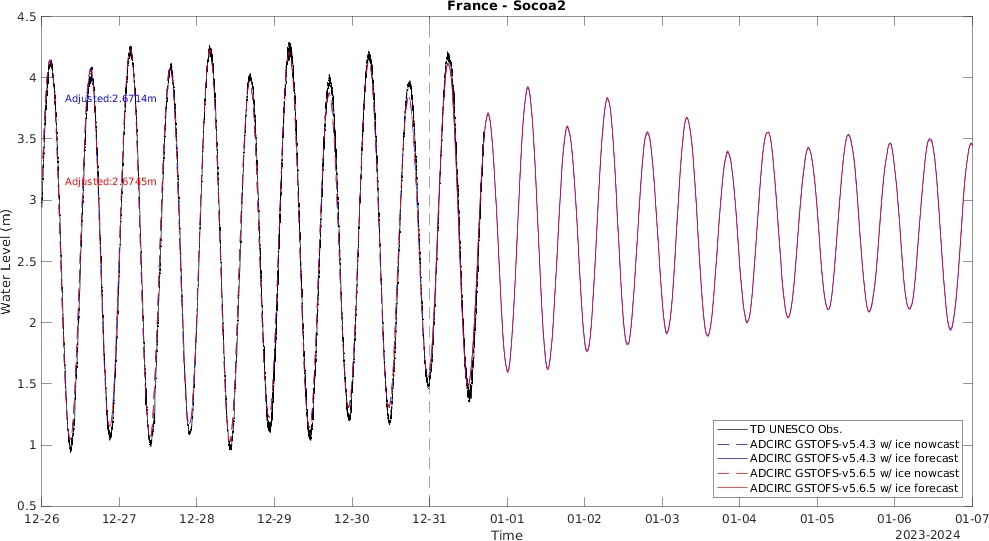 France - Socoa2
4.5
4
3.5
3
2.5
2
1.5
1
0.5
Water Level (m)
Adjusted:2.6714m
Adjusted:2.6745m
TD UNESCO Obs.
ADCIRC GSTOFS-v5.4.3 w/ ice nowcast
ADCIRC GSTOFS-v5.4.3 w/ ice forecast
ADCIRC GSTOFS-v5.6.5 w/ ice nowcast
ADCIRC GSTOFS-v5.6.5 w/ ice forecast
12-26 12-27 12-28 12-29 12-30 12-31 01-01 01-02 01-03 01-04 01-05 01-06 01-07
Time
2023-2024